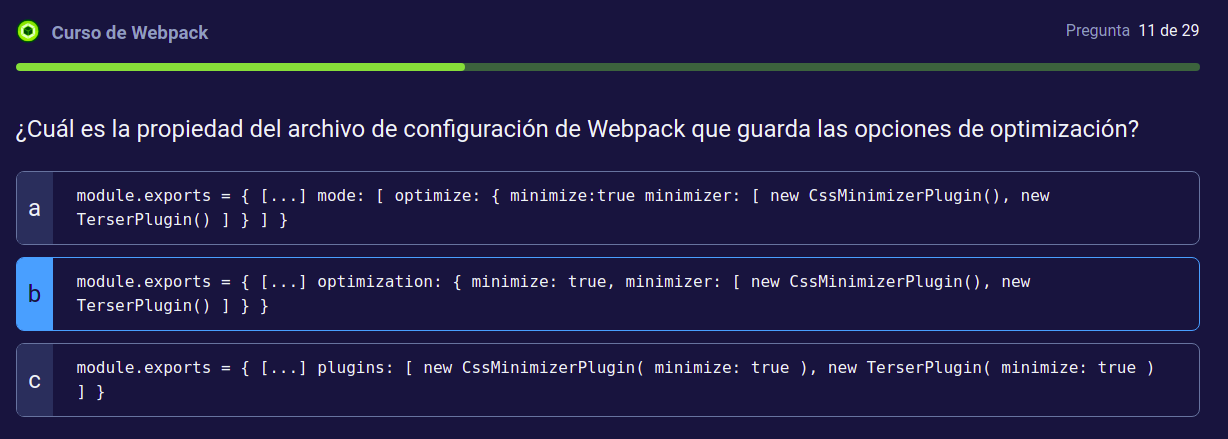 Curso de Webpack
Pregunta 11 de 29
¿Cuál es la propiedad del archivo de configuración de Webpack que guarda las opciones de optimización?
a
module.exports = { [...] mode: [ optimize: { minimize:true minimizer: [ new CssMinimizerPlugin(), new
TerserPlugin() ] } ] }
b
module.exports = { [...] optimization: { minimize: true, minimizer: [ new CssMinimizerPlugin(), new
TerserPlugin() ] } }
c
module.exports = { [...] plugins: [ new CssMinimizerPlugin( minimize: true ), new TerserPlugin( minimize: true )
] }